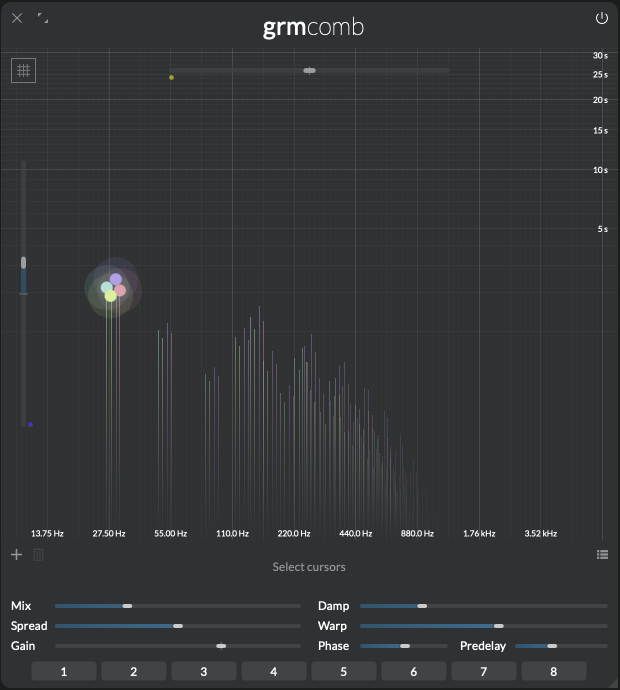 grmcomb
30 s
25 s
20 s
15 s
10 s
5 s
13.75 Hz 27.50 Hz 55.00 Hz 110.0 Hz 220.0 Hz 440.0 Hz 880.0 Hz 1.76 kHz 3.52 kHz
Select cursors
Mix Damp
Spread Warp
Gain Phase Predelay
1 2 3 4 5 6 7 8